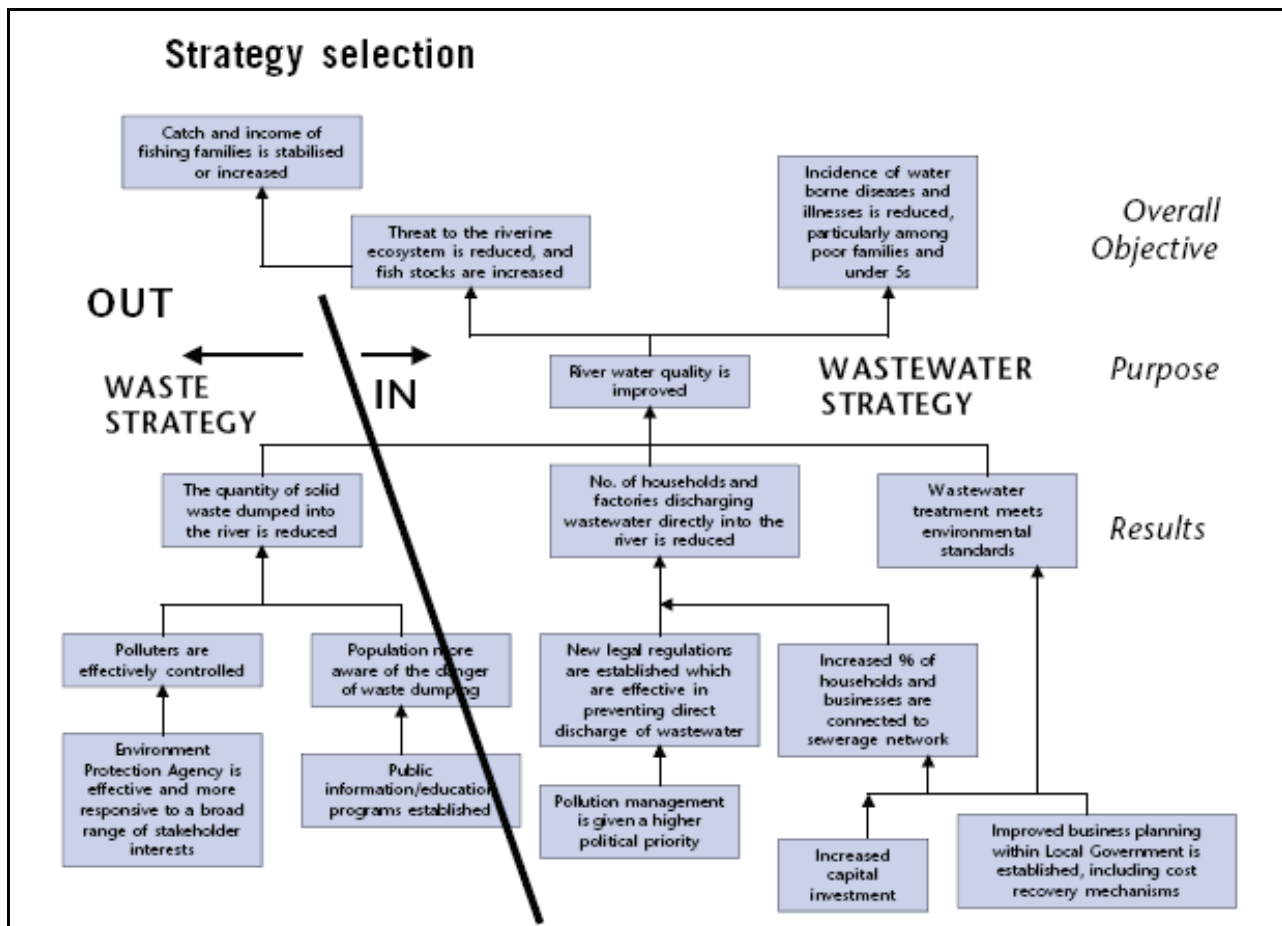 Strategy selection
Catch and income of
fishing families is stabilised
or increased
Incidence of water
borne diseases and
illnesses is reduced,
particularly among
poor families and
under 5s
Overall
Objective
Threat to the riverine
ecosystem is reduced, and
fish stocks are increased
OUT
IN
WASTE
STRATEGY
River water quality is
improved
WASTEWATER
STRATEGY
Purpose
The quantity of solid
waste dumped into
the river is reduced
No. of households and
factories discharging
wastewater directly into the
river is reduced
Wastewater
treatment meets
environmental
standards
Results
Polluters are
effectively controlled
Population more
aware of the danger
of waste dumping
New legal regulations
are established which
are effective in
preventing direct
discharge of wastewater
Increased % of
households and
businesses are
connected to
sewerage network
Environment
Protection Agency is
effective and more
responsive to a broad
range of stakeholder
interests
Public
information/education
programs established
Pollution management
is given a higher
political priority
Increased
capital
investment
Improved business planning
within Local Government is
established, including cost
recovery mechanisms